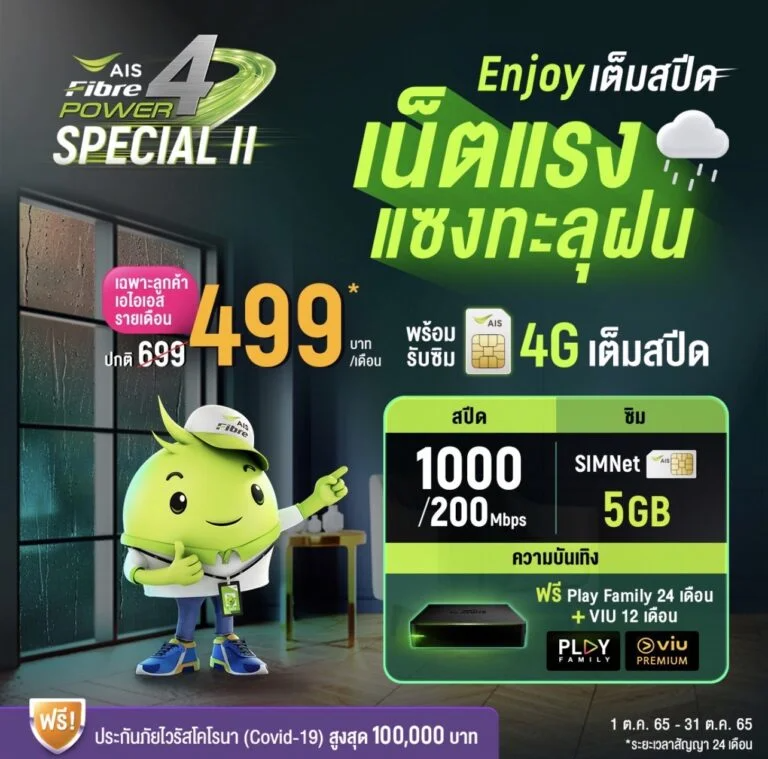 AIS
Fibre 4
POWER
SPECIAL II
Enjoy เต็มสปีด
เน็ตแรง
แซงทะลุฝน
เฉพาะลูกค้า
เอไอเอส
รายเดือน
ปกติ 699
499*
บาท
/เดือน
พร้อม
รับซิม
AIS
4G เต็มสปีด
AIS
Fibre
สปีด
ซิม
1000
/200 Mbps
SIMNet
AIS
5GB
ความบันเทิง
ฟรี Play Family 24 เดือน
+ VIU 12 เดือน
PLAY
FAMILY
viu
PREMIUM
ฟรี!
ประกันภัยไวรัสโคโรนา (Covid-19) สูงสุด 100,000 บาท
1 ต.ค. 65 - 31 ต.ค. 65
*ระยะเวลาสัญญา 24 เดือน